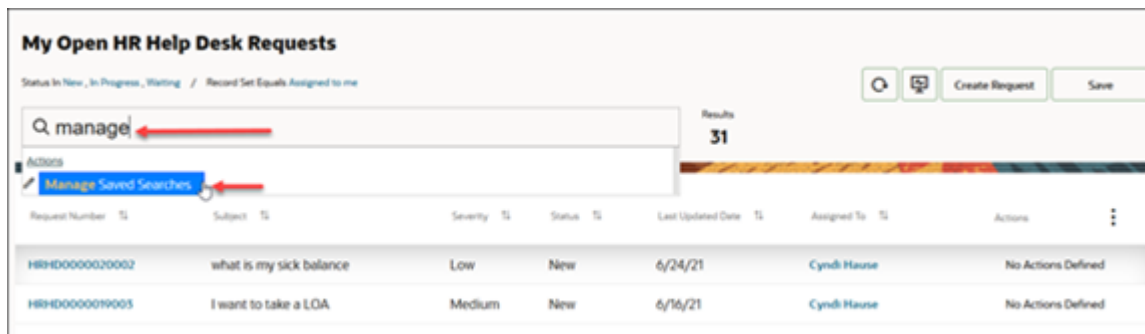 My Open HR Help Desk Requests
Status In New , In Progress , Waiting / Record Set Equals Assigned to me
Create Request Save
manage
Results
31
Actions
Manage Saved Searches
Request Number Subject Severity Status Last Updated Date Assigned To Actions
HRHD0000020002 what is my sick balance Low New 6/24/21 Cyndi Hause No Actions Defined
HRHD0000019003 I want to take a LOA Medium New 6/16/21 Cyndi Hause No Actions Defined